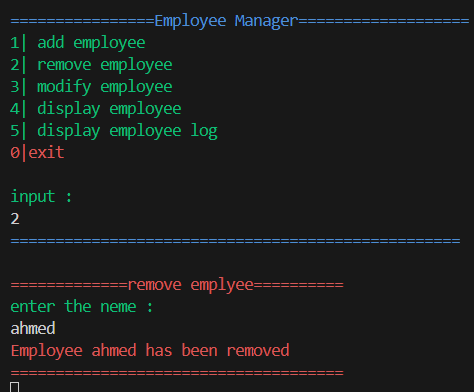 ================Employee Manager===================
1| add employee
2| remove employee
3| modify employee
4| display employee
5| display employee log
0|exit
input :
2
==================================================
=============remove emplyee==========
enter the neme :
ahmed
Employee ahmed has been removed
=====================================